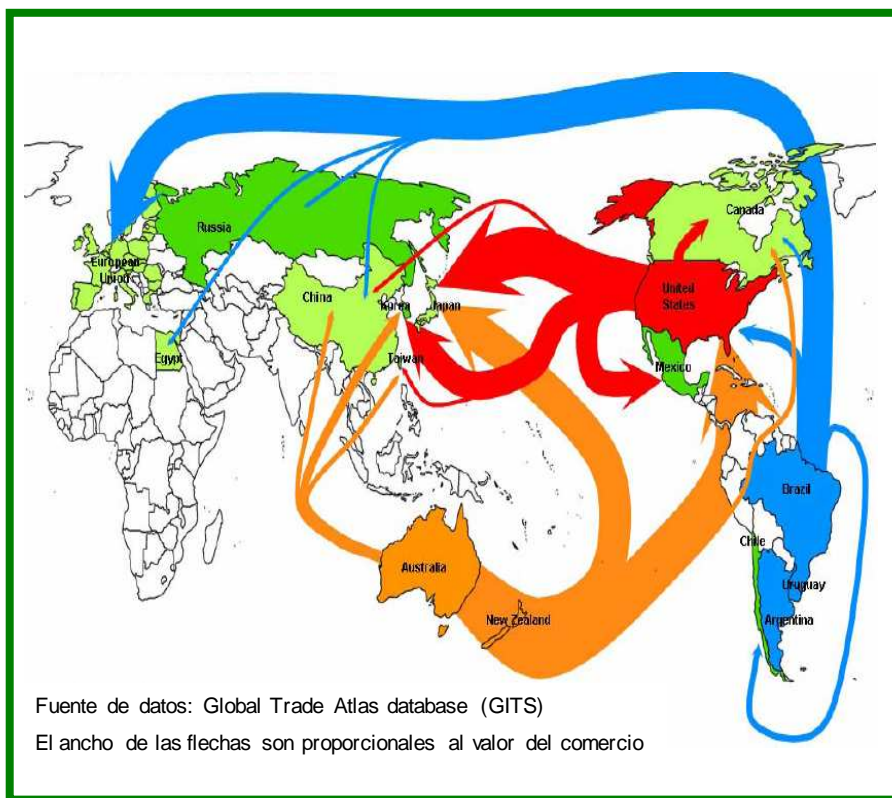 Canada
Russia
European
Union
United
States
China
Korea
Japan
Egypt
Taiwan
Mexico
Brazil
Chile
Australia
Uruguay
New Zealand
Argentina
Fuente de datos: Global Trade Atlas database (GITS)
El ancho de las flechas son proporcionales al valor del comercio